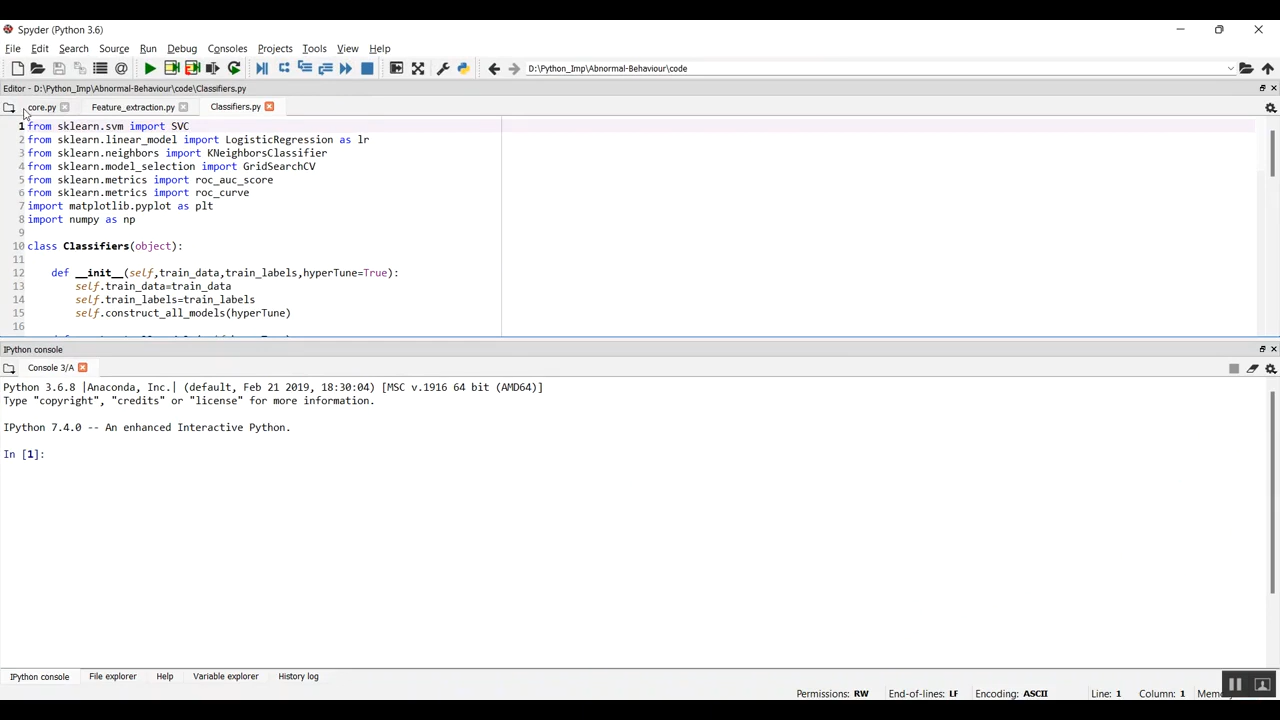 Spyder (Python 3.6)
File Edit Search Source Run Debug Consoles Projects Tools View Help
D:\Python_Imp\Abnormal-Behaviour\code
Editor - D:\Python_Imp\Abnormal-Behaviour\code\Classifiers.py
core.py Feature_extraction.py Classifiers.py
1 from sklearn.svm import SVC
2 from sklearn.linear_model import LogisticRegression as lr
3 from sklearn.neighbors import KNeighborsClassifier
4 from sklearn.model_selection import GridSearchCV
5 from sklearn.metrics import roc_auc_score
6 from sklearn.metrics import roc_curve
7 import matplotlib.pyplot as plt
8 import numpy as np
9
10 class Classifiers(object):
11
12 def __init__(self,train_data,train_labels,hyperTune=True):
13 self.train_data=train_data
14 self.train_labels=train_labels
15 self.construct_all_models(hyperTune)
16
IPython console
Console 3/A
Python 3.6.8 |Anaconda, Inc.| (default, Feb 21 2019, 18:30:04) [MSC v.1916 64 bit (AMD64)]
Type "copyright", "credits" or "license" for more information.
IPython 7.4.0 -- An enhanced Interactive Python.
In [1]:
IPython console File explorer Help Variable explorer History log
Permissions: RW End-of-lines: LF Encoding: ASCII Line: 1 Column: 1